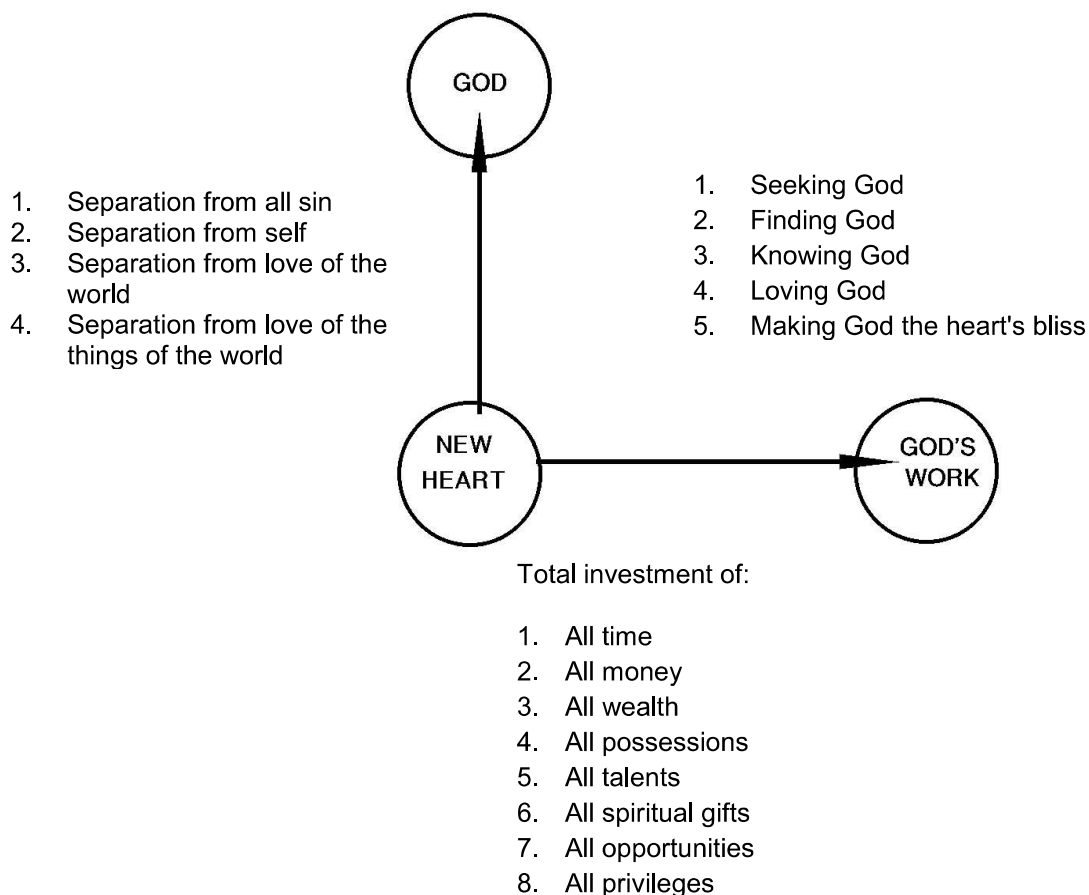 GOD
1. Separation from all sin
2. Separation from self
3. Separation from love of the
world
4. Separation from love of the
things of the world
1. Seeking God
2. Finding God
3. Knowing God
4. Loving God
5. Making God the heart's bliss
NEW
HEART
GOD'S
WORK
Total investment of:
1. All time
2. All money
3. All wealth
4. All possessions
5. All talents
6. All spiritual gifts
7. All opportunities
8. All privileges